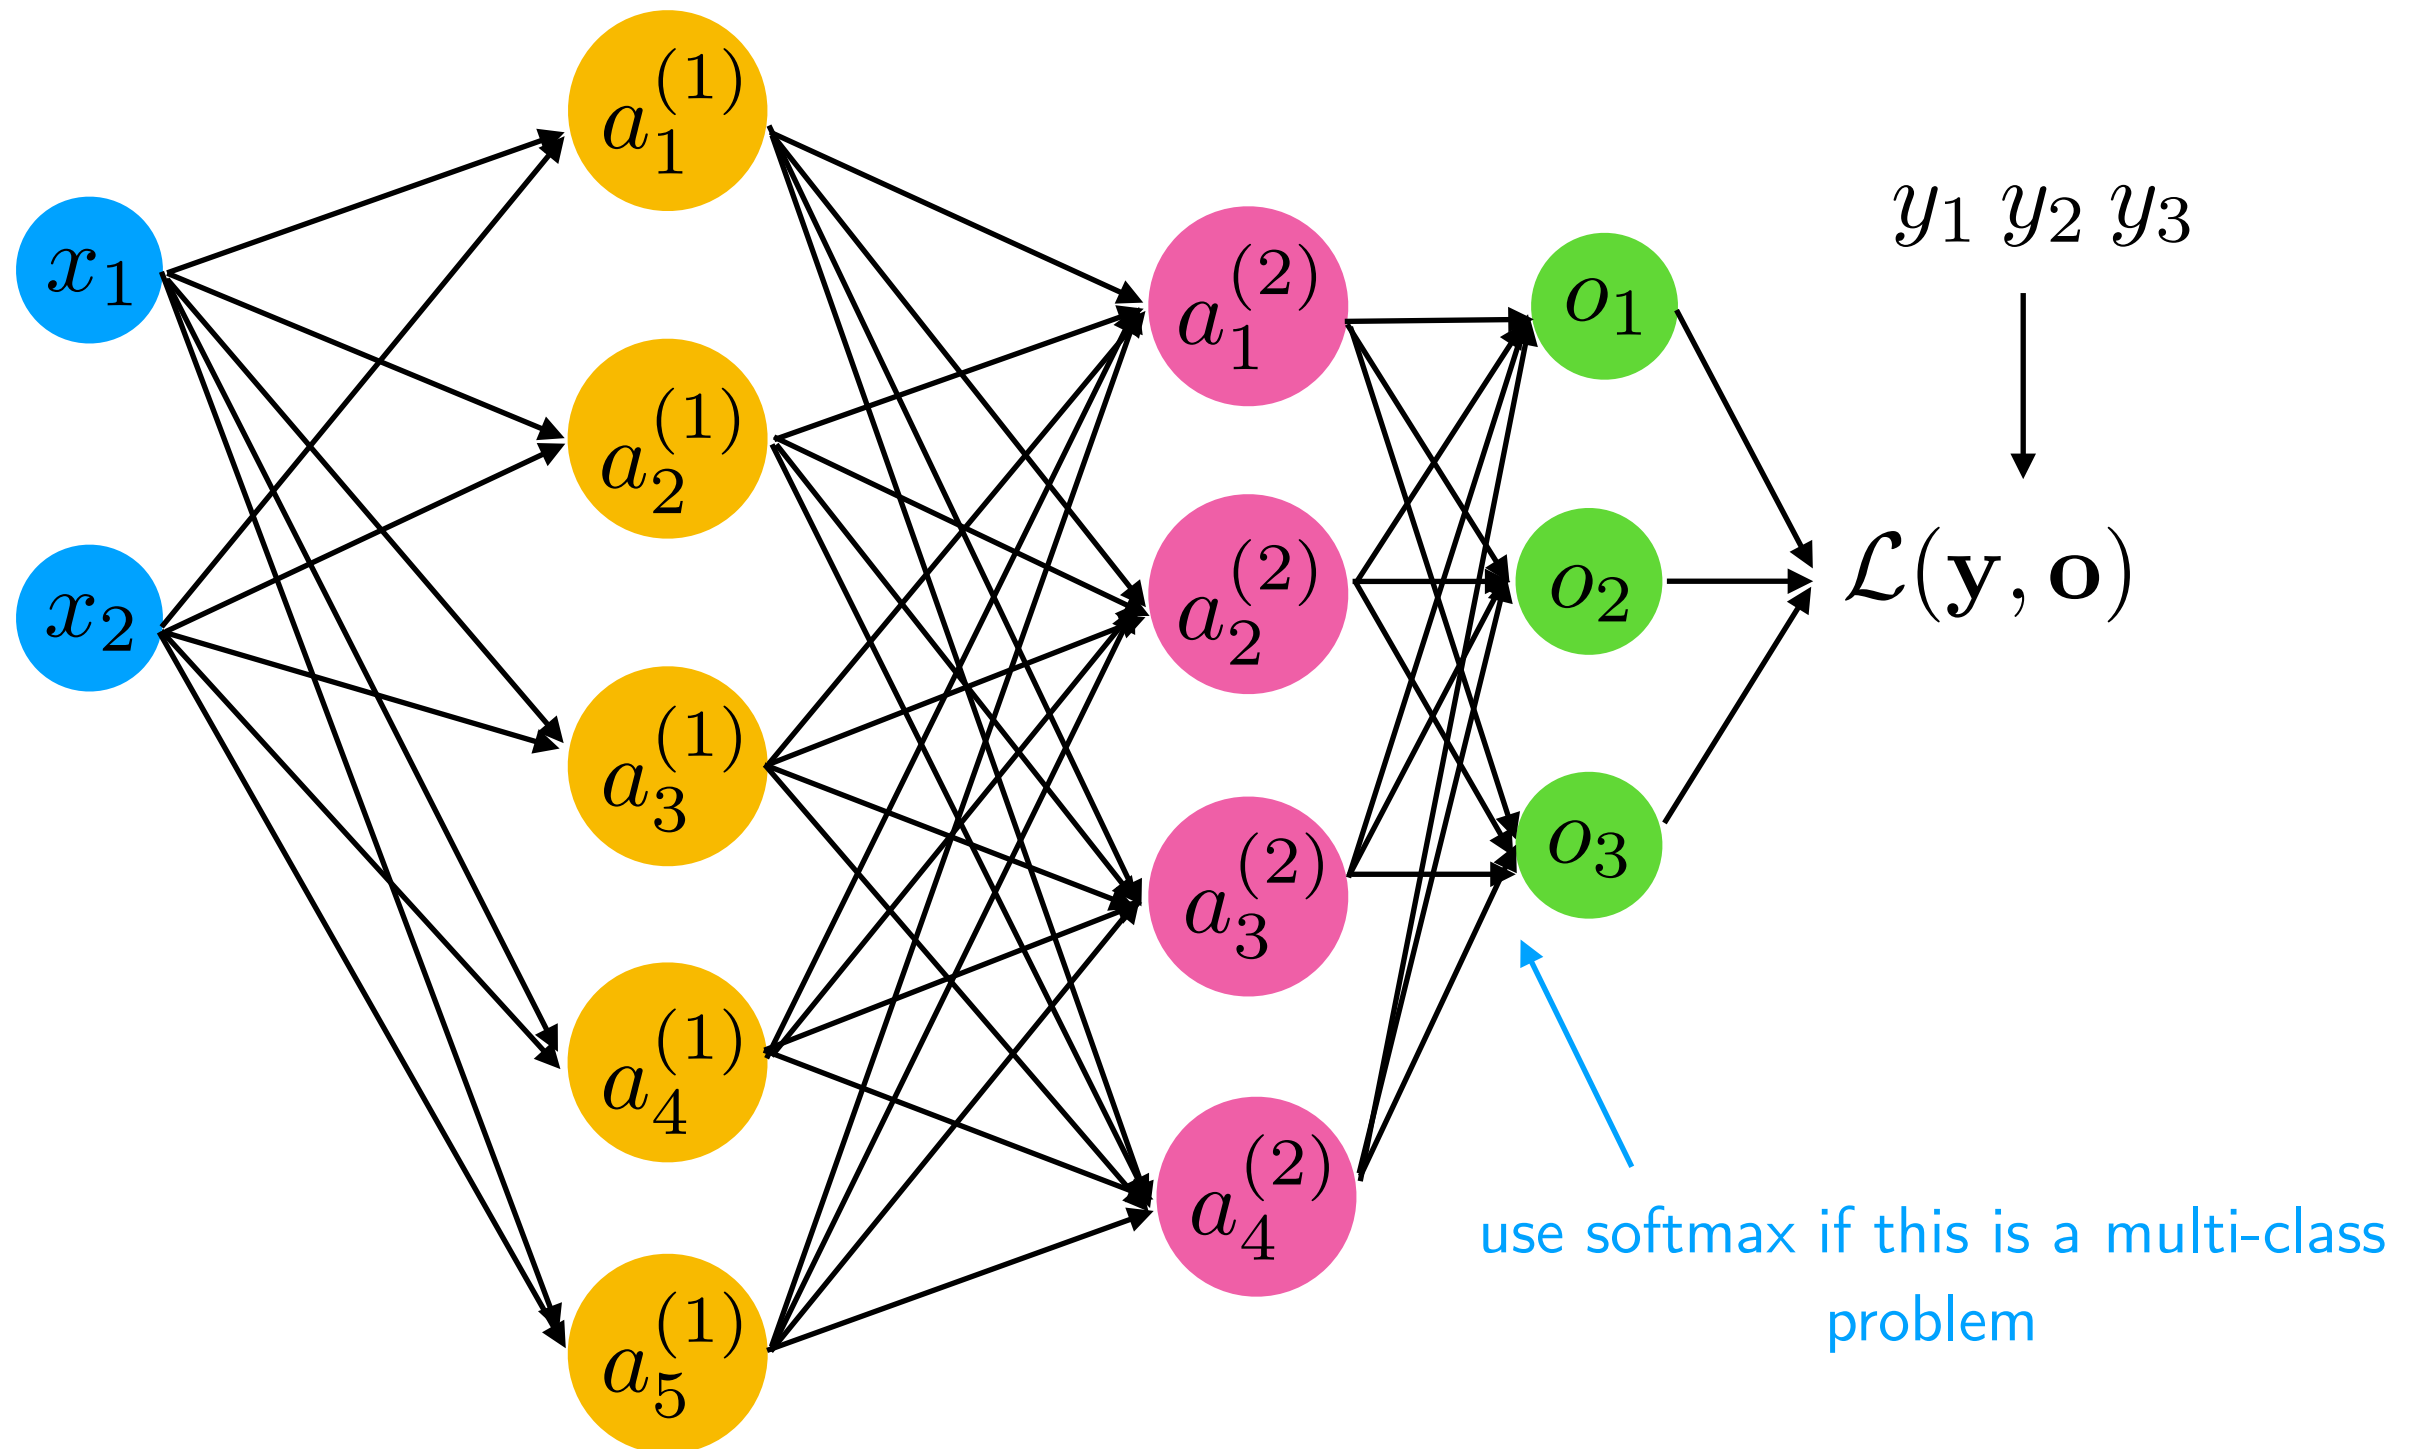 x₁
x₂
a₁⁽¹⁾
a₂⁽¹⁾
a₃⁽¹⁾
a₄⁽¹⁾
a₅⁽¹⁾
a₁⁽²⁾
a₂⁽²⁾
a₃⁽²⁾
a₄⁽²⁾
o₁
o₂
o₃
y₁ y₂ y₃
ℒ(𝐲, 𝐨)
use softmax if this is a multi-class
problem